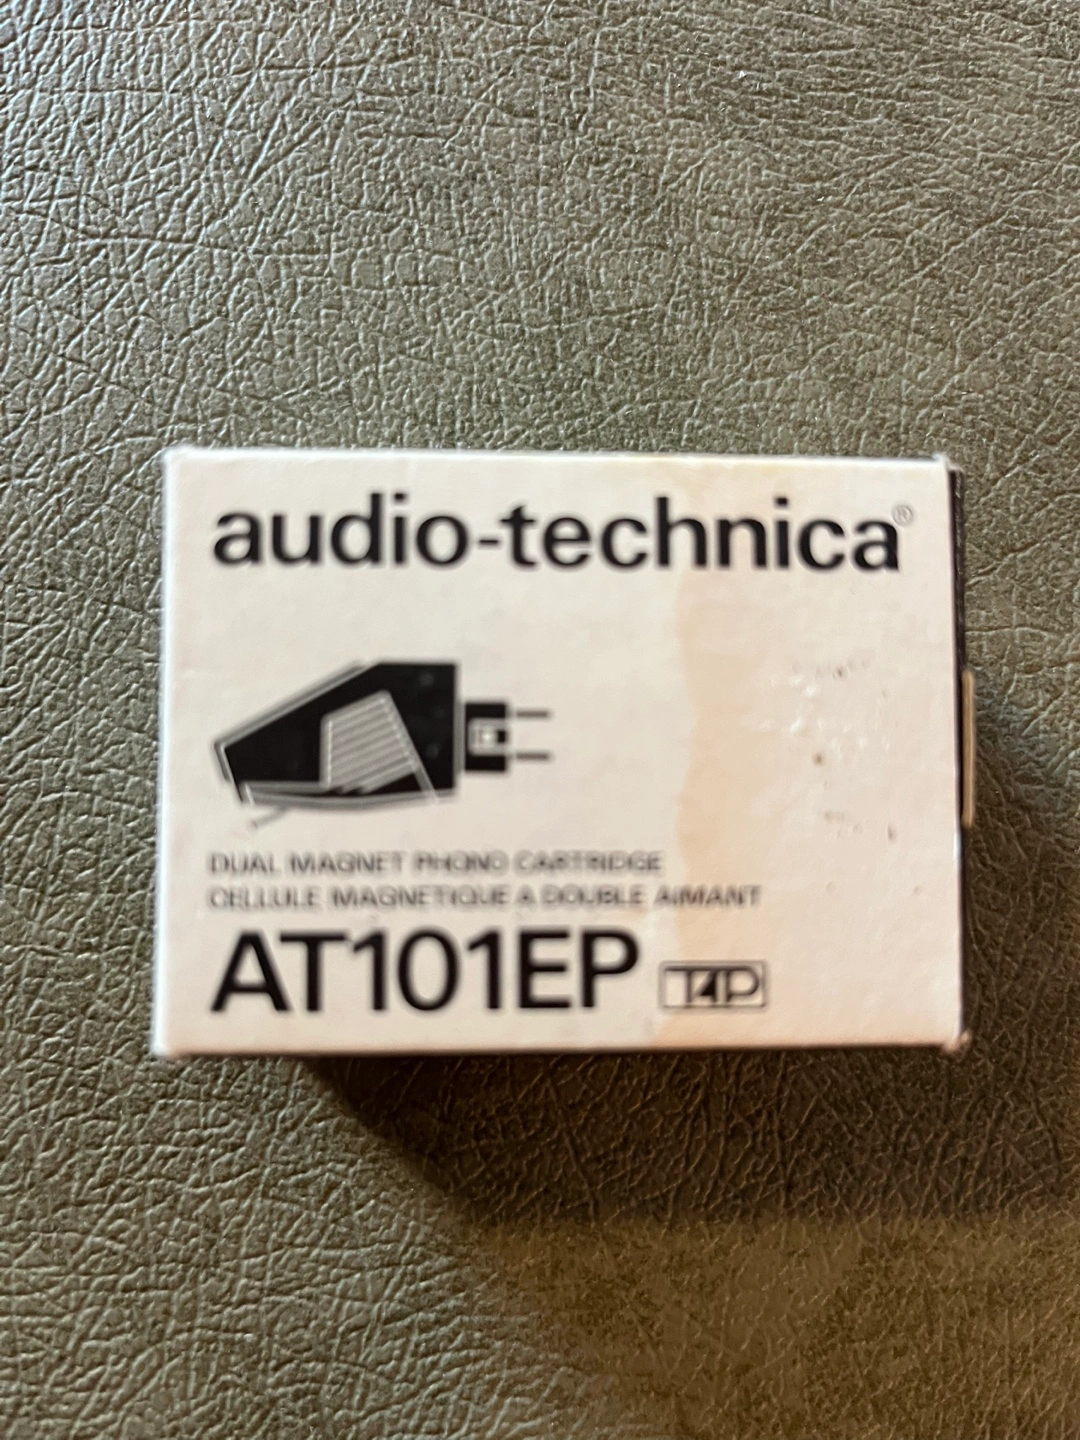 audio-technica®
DUAL MAGNET PHONO CARTRIDGE
CELLULE MAGNETIQUE A DOUBLE AIMANT
AT101EP T4P